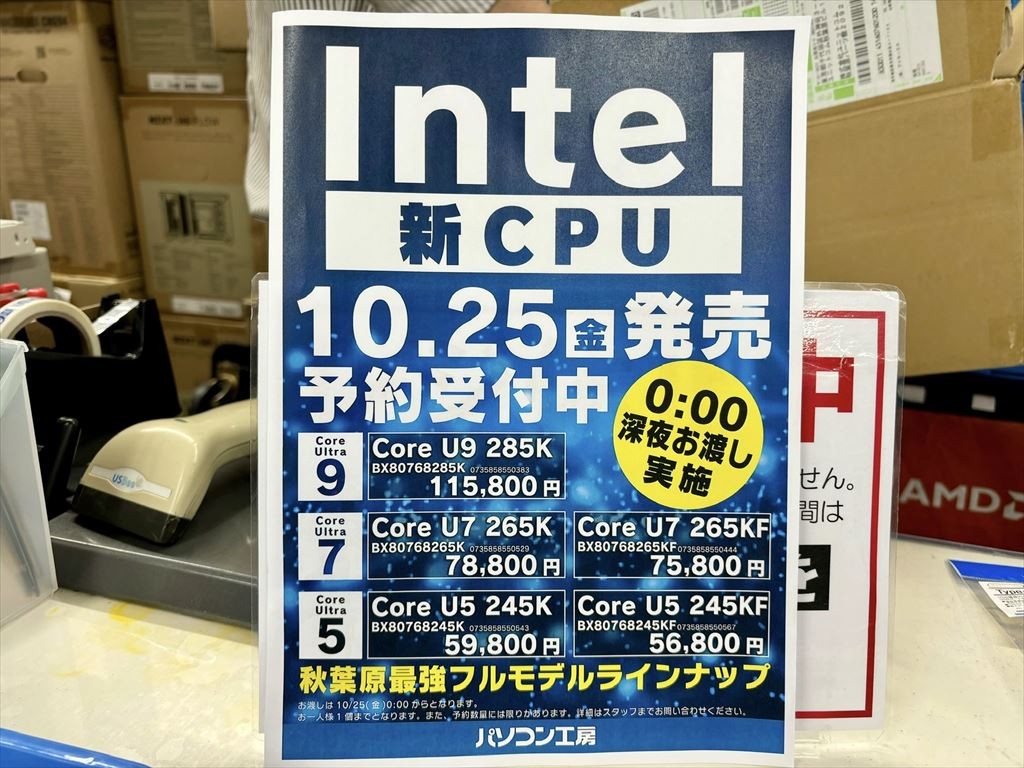 Intel
新CPU
10.25金発売
予約受付中
0:00
深夜お渡し
実施
Core
Ultra
9
Core U9 285K
BX80768285K 0735858550383
115,800円
Core
Ultra
7
Core U7 265K
BX80768265K 0735858550529
78,800円
Core U7 265KF
BX80768265KF 0735858550444
75,800円
Core
Ultra
5
Core U5 245K
BX80768245K 0735858550543
59,800円
Core U5 245KF
BX80768245KF 0735858550567
56,800円
秋葉原最強フルモデルラインナップ
お渡しは10/25(金)0:00からとなります。
お一人様1個までとなります。また、予約数量には限りがあります。詳細はスタッフまでお問い合わせください。
パソコン工房
中
せん。
間は
を
AMD
Type